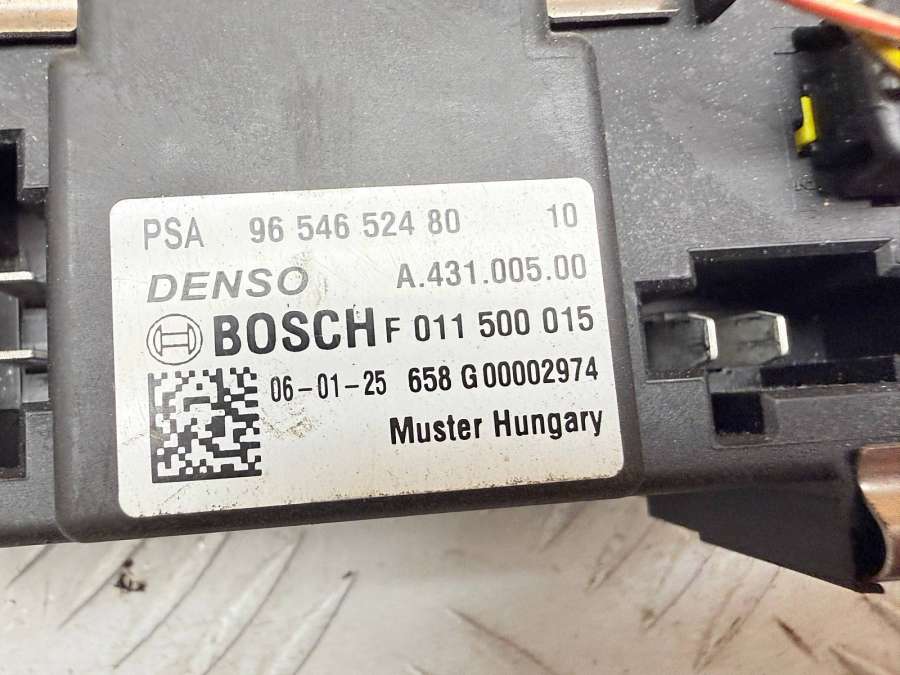 PSA 96 546 524 80 10
DENSO A.431.005.00
BOSCH F 011 500 015
06-01-25 658 G00002974
Muster Hungary